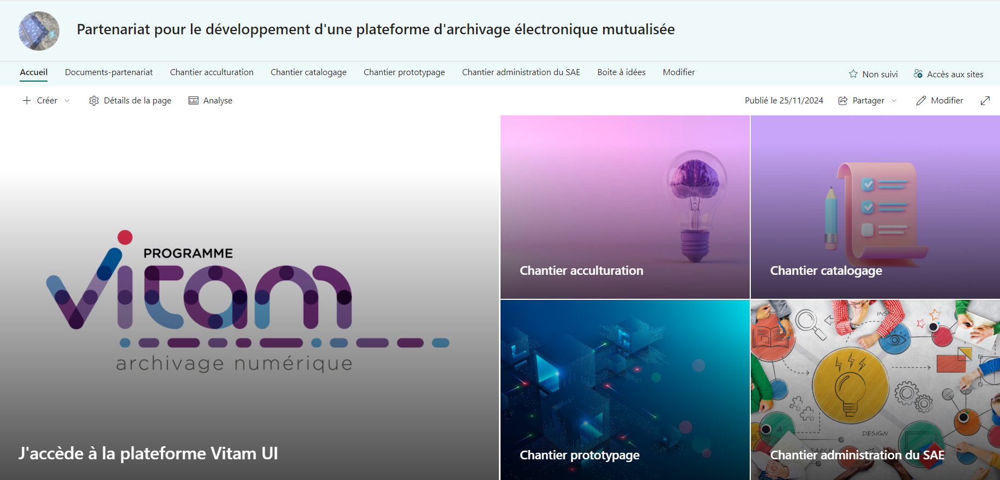 Partenariat pour le développement d'une plateforme d'archivage électronique mutualisée
Accueil Documents-partenariat Chantier acculturation Chantier catalogage Chantier prototypage Chantier administration du SAE Boite à idées Modifier
Non suivi Accès aux sites
Créer Détails de la page Analyse
Publié le 25/11/2024 Partager Modifier
PROGRAMME
vitam
archivage numérique
J'accède à la plateforme Vitam UI
Chantier acculturation
Chantier catalogage
Chantier prototypage
DESIGN
B A
Chantier administration du SAE